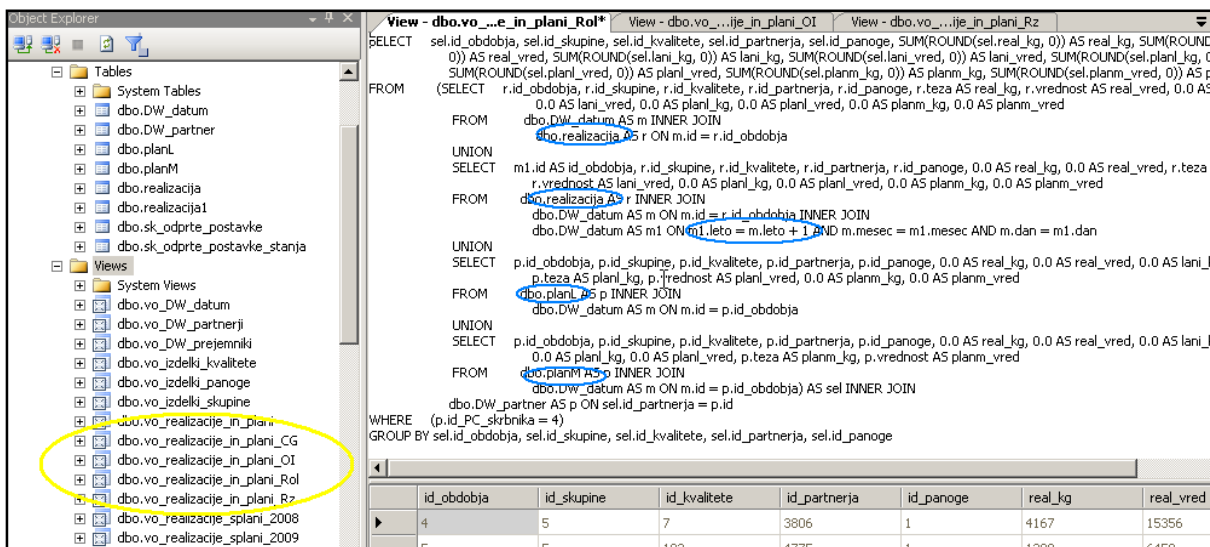 Object Explorer
Tables
System Tables
dbo.DW_datum
dbo.DW_partner
dbo.planL
dbo.planM
dbo.realizacija
dbo.realizacija1
dbo.sk_odprte_postavke
dbo.sk_odprte_postavke_stanja
Views
System Views
dbo.vo_DW_datum
dbo.vo_DW_partnerji
dbo.vo_DW_prejemniki
dbo.vo_izdelki_kvalitete
dbo.vo_izdelki_panoge
dbo.vo_izdelki_skupine
dbo.vo_realizacije_in_plani
dbo.vo_realizacije_in_plani_CG
dbo.vo_realizacije_in_plani_OI
dbo.vo_realizacije_in_plani_Rol
dbo.vo_realizacije_in_plani_Rz
dbo.vo_realizacije_splani_2008
dbo.vo_realizacije_splani_2009
View - dbo.vo_...e_in_plani_Rol* View - dbo.vo_...ije_in_plani_OI View - dbo.vo_...ije_in_plani_Rz
SELECT sel.id_obdobja, sel.id_skupine, sel.id_kvalitete, sel.id_partnerja, sel.id_panoge, SUM(ROUND(sel.real_kg, 0)) AS real_kg, SUM(ROUND
0)) AS real_vred, SUM(ROUND(sel.lani_kg, 0)) AS lani_kg, SUM(ROUND(sel.lani_vred, 0)) AS lani_vred, SUM(ROUND(sel.planl_kg, 0
SUM(ROUND(sel.planl_vred, 0)) AS planl_vred, SUM(ROUND(sel.planm_kg, 0)) AS planm_kg, SUM(ROUND(sel.planm_vred, 0)) AS p
FROM (SELECT r.id_obdobja, r.id_skupine, r.id_kvalitete, r.id_partnerja, r.id_panoge, r.teza AS real_kg, r.vrednost AS real_vred, 0.0 AS
0.0 AS lani_vred, 0.0 AS planl_kg, 0.0 AS planl_vred, 0.0 AS planm_kg, 0.0 AS planm_vred
FROM dbo.DW_datum AS m INNER JOIN
dbo.realizacija AS r ON m.id = r.id_obdobja
UNION
SELECT m1.id AS id_obdobja, r.id_skupine, r.id_kvalitete, r.id_partnerja, r.id_panoge, 0.0 AS real_kg, 0.0 AS real_vred, r.teza
r.vrednost AS lani_vred, 0.0 AS planl_kg, 0.0 AS planl_vred, 0.0 AS planm_kg, 0.0 AS planm_vred
FROM dbo.realizacija AS r INNER JOIN
dbo.DW_datum AS m ON m.id = r.id_obdobja INNER JOIN
dbo.DW_datum AS m1 ON m1.leto = m.leto + 1 AND m.mesec = m1.mesec AND m.dan = m1.dan
UNION
SELECT p.id_obdobja, p.id_skupine, p.id_kvalitete, p.id_partnerja, p.id_panoge, 0.0 AS real_kg, 0.0 AS real_vred, 0.0 AS lani_k
p.teza AS planl_kg, p.vrednost AS planl_vred, 0.0 AS planm_kg, 0.0 AS planm_vred
FROM dbo.planL AS p INNER JOIN
dbo.DW_datum AS m ON m.id = p.id_obdobja
UNION
SELECT p.id_obdobja, p.id_skupine, p.id_kvalitete, p.id_partnerja, p.id_panoge, 0.0 AS real_kg, 0.0 AS real_vred, 0.0 AS lani_k
0.0 AS planl_kg, 0.0 AS planl_vred, p.teza AS planm_kg, p.vrednost AS planm_vred
FROM dbo.planM AS p INNER JOIN
dbo.DW_datum AS m ON m.id = p.id_obdobja) AS sel INNER JOIN
dbo.DW_partner AS p ON sel.id_partnerja = p.id
WHERE (p.id_PC_skrbnika = 4)
GROUP BY sel.id_obdobja, sel.id_skupine, sel.id_kvalitete, sel.id_partnerja, sel.id_panoge
id_obdobja id_skupine id_kvalitete id_partnerja id_panoge real_kg real_vred
4 5 7 3806 1 4167 15356